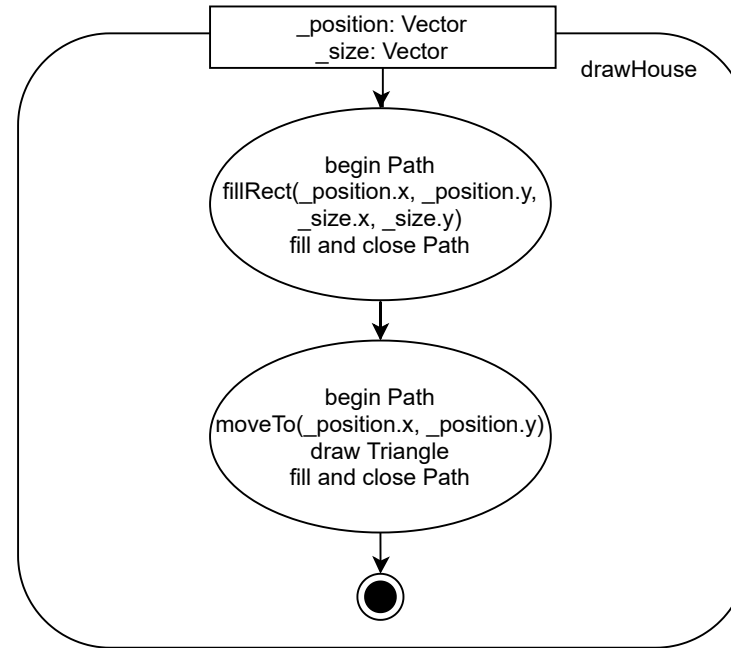 _position: Vector
_size: Vector
drawHouse
begin Path
fillRect(_position.x, _position.y,
_size.x, _size.y)
fill and close Path
begin Path
moveTo(_position.x, _position.y)
draw Triangle
fill and close Path